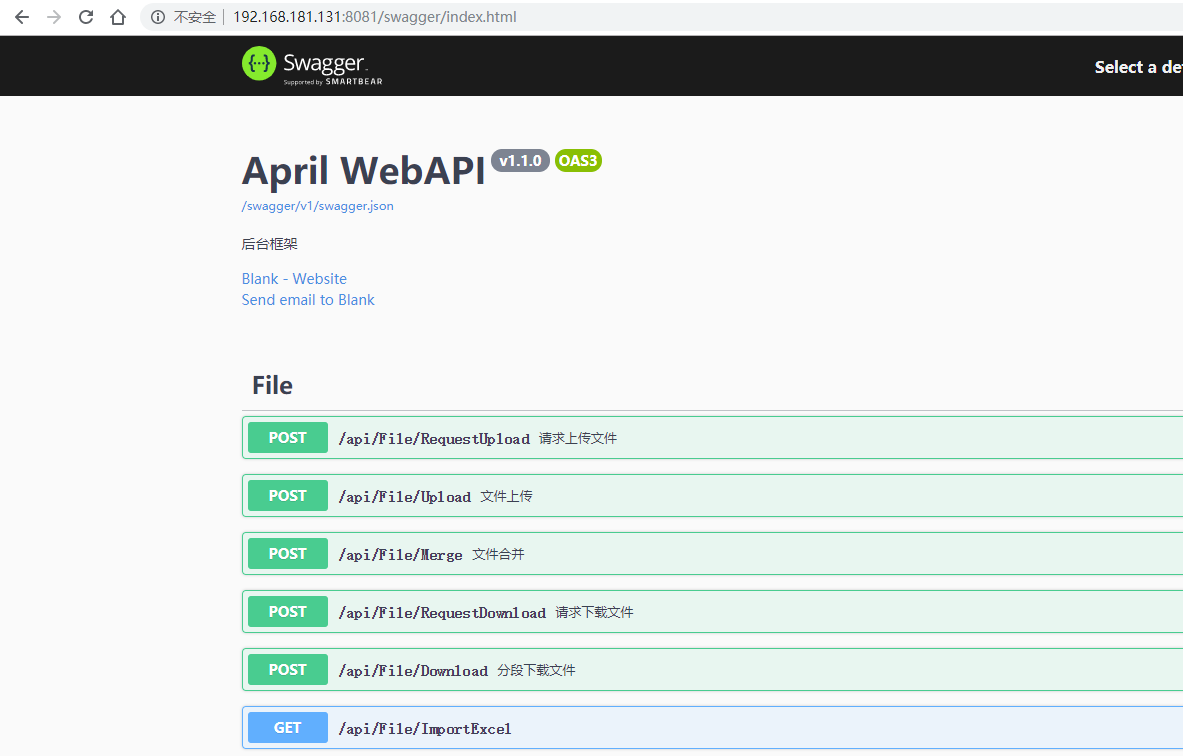 不安全 192.168.181.131:8081/swagger/index.html
Swagger
Supported by SMARTBEAR
Select a de
April WebAPI v1.1.0 OAS3
/swagger/v1/swagger.json
后台框架
Blank - Website
Send email to Blank
File
POST /api/File/RequestUpload 请求上传文件
POST /api/File/Upload 文件上传
POST /api/File/Merge 文件合并
POST /api/File/RequestDownload 请求下载文件
POST /api/File/Download 分段下载文件
GET /api/File/ImportExcel